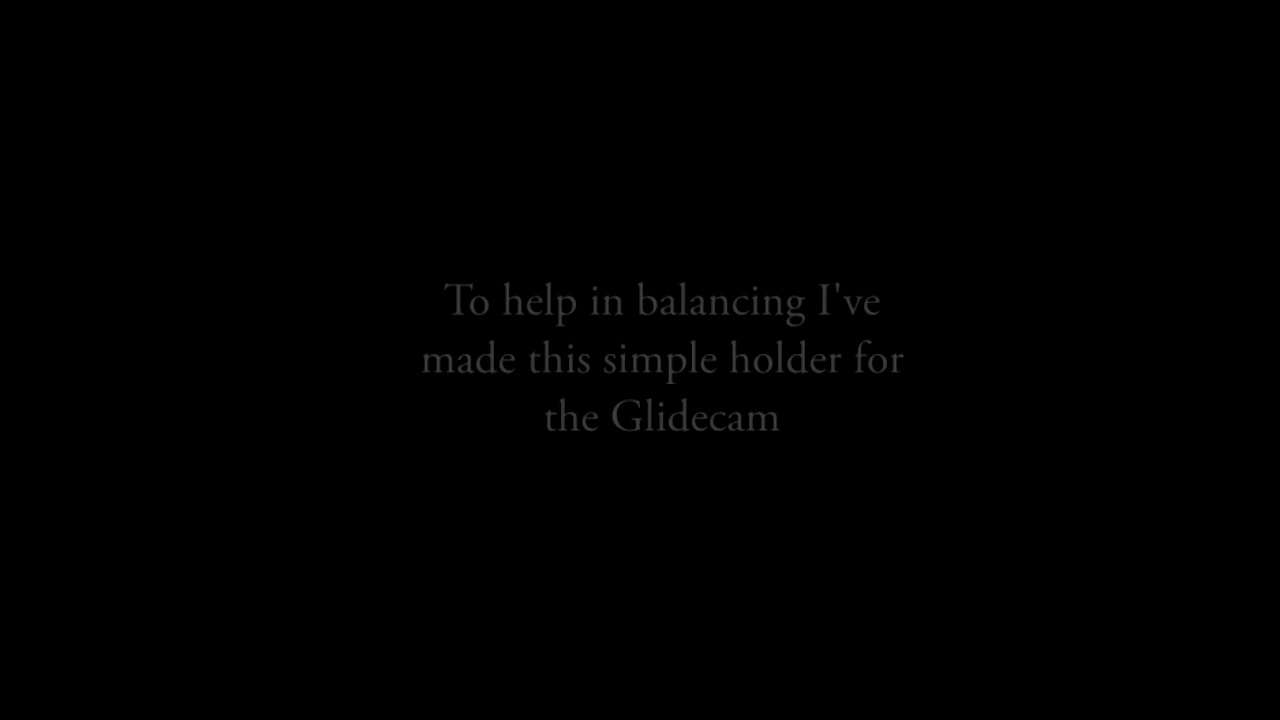 To help in balancing I've
made this simple holder for
the Glidecam